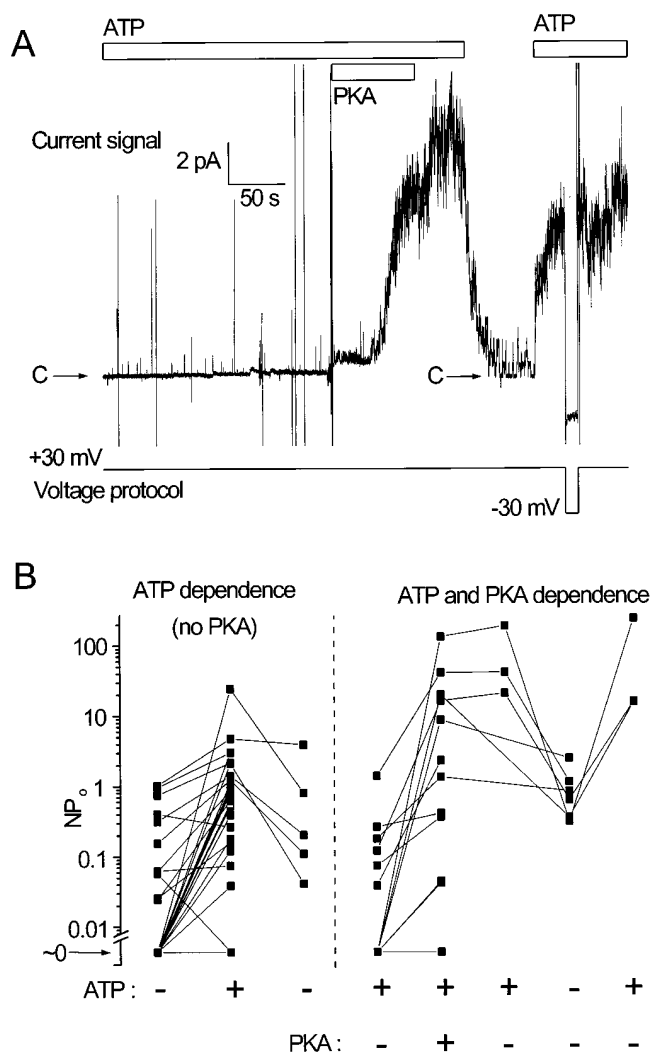 A
ATP
ATP
PKA
Current signal
2 pA
50 s
C
C
+30 mV
Voltage protocol
-30 mV
B
ATP dependence
(no PKA)
ATP and PKA dependence
100
10
1
0.1
0.01
~0
NPo
ATP : - + - + + + - +
PKA : - + - - -